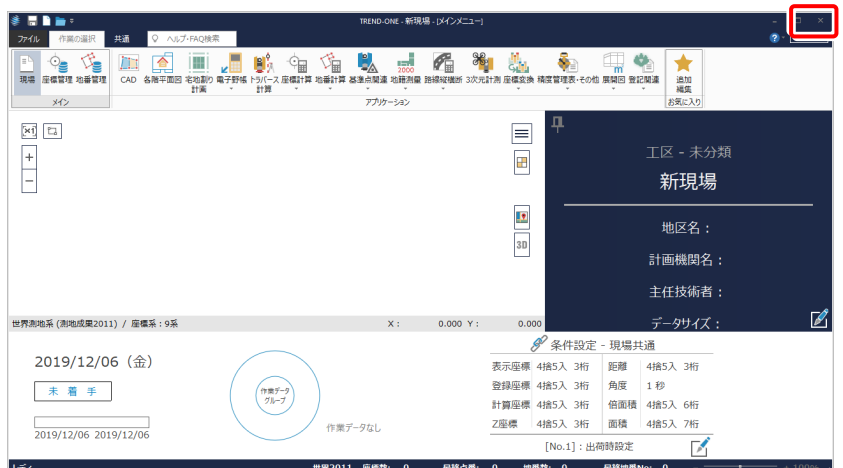 TREND-ONE - 新現場 - [メインメニュー]
ファイル 作業の選択 共通 ヘルプ・FAQ検索
現場 座標管理 地番管理 CAD 各階平面図 宅地割り計画 電子野帳 トラバース計算 座標計算 地番計算 基準点関連 地籍測量 路線縦横断 3次元計測 座標変換 精度管理表・その他 展開図 登記関連 追加編集
2000
メイン アプリケーション お気に入り
×1
3D
工区 - 未分類
新現場
地区名：
計画機関名：
主任技術者：
データサイズ：
世界測地系 (測地成果2011) / 座標系：9系 X： 0.000 Y： 0.000
2019/12/06（金）
未 着 手
2019/12/06 2019/12/06
作業データ
グループ
作業データなし
条件設定 - 現場共通
表示座標 4捨5入 3桁 距離 4捨5入 3桁
登録座標 4捨5入 3桁 角度 1 秒
計算座標 4捨5入 3桁 倍面積 4捨5入 6桁
Z座標 4捨5入 3桁 面積 4捨5入 7桁
[No.1]：出荷時設定